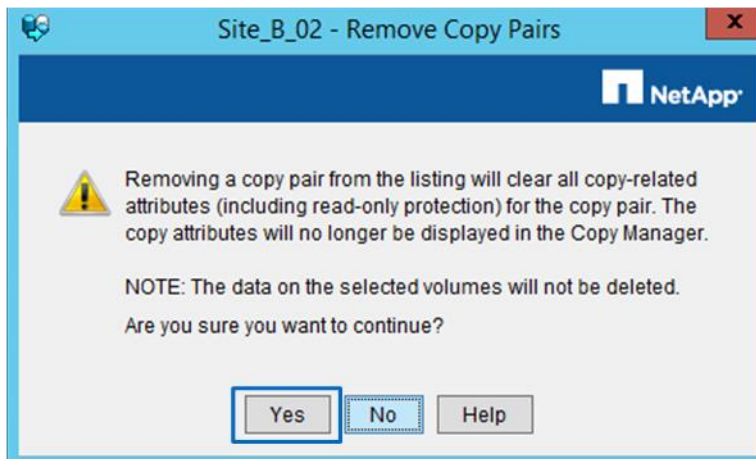 Site_B_02 - Remove Copy Pairs
x
NetApp
Removing a copy pair from the listing will clear all copy-related
attributes (including read-only protection) for the copy pair. The
copy attributes will no longer be displayed in the Copy Manager.
NOTE: The data on the selected volumes will not be deleted.
Are you sure you want to continue?
Yes No Help